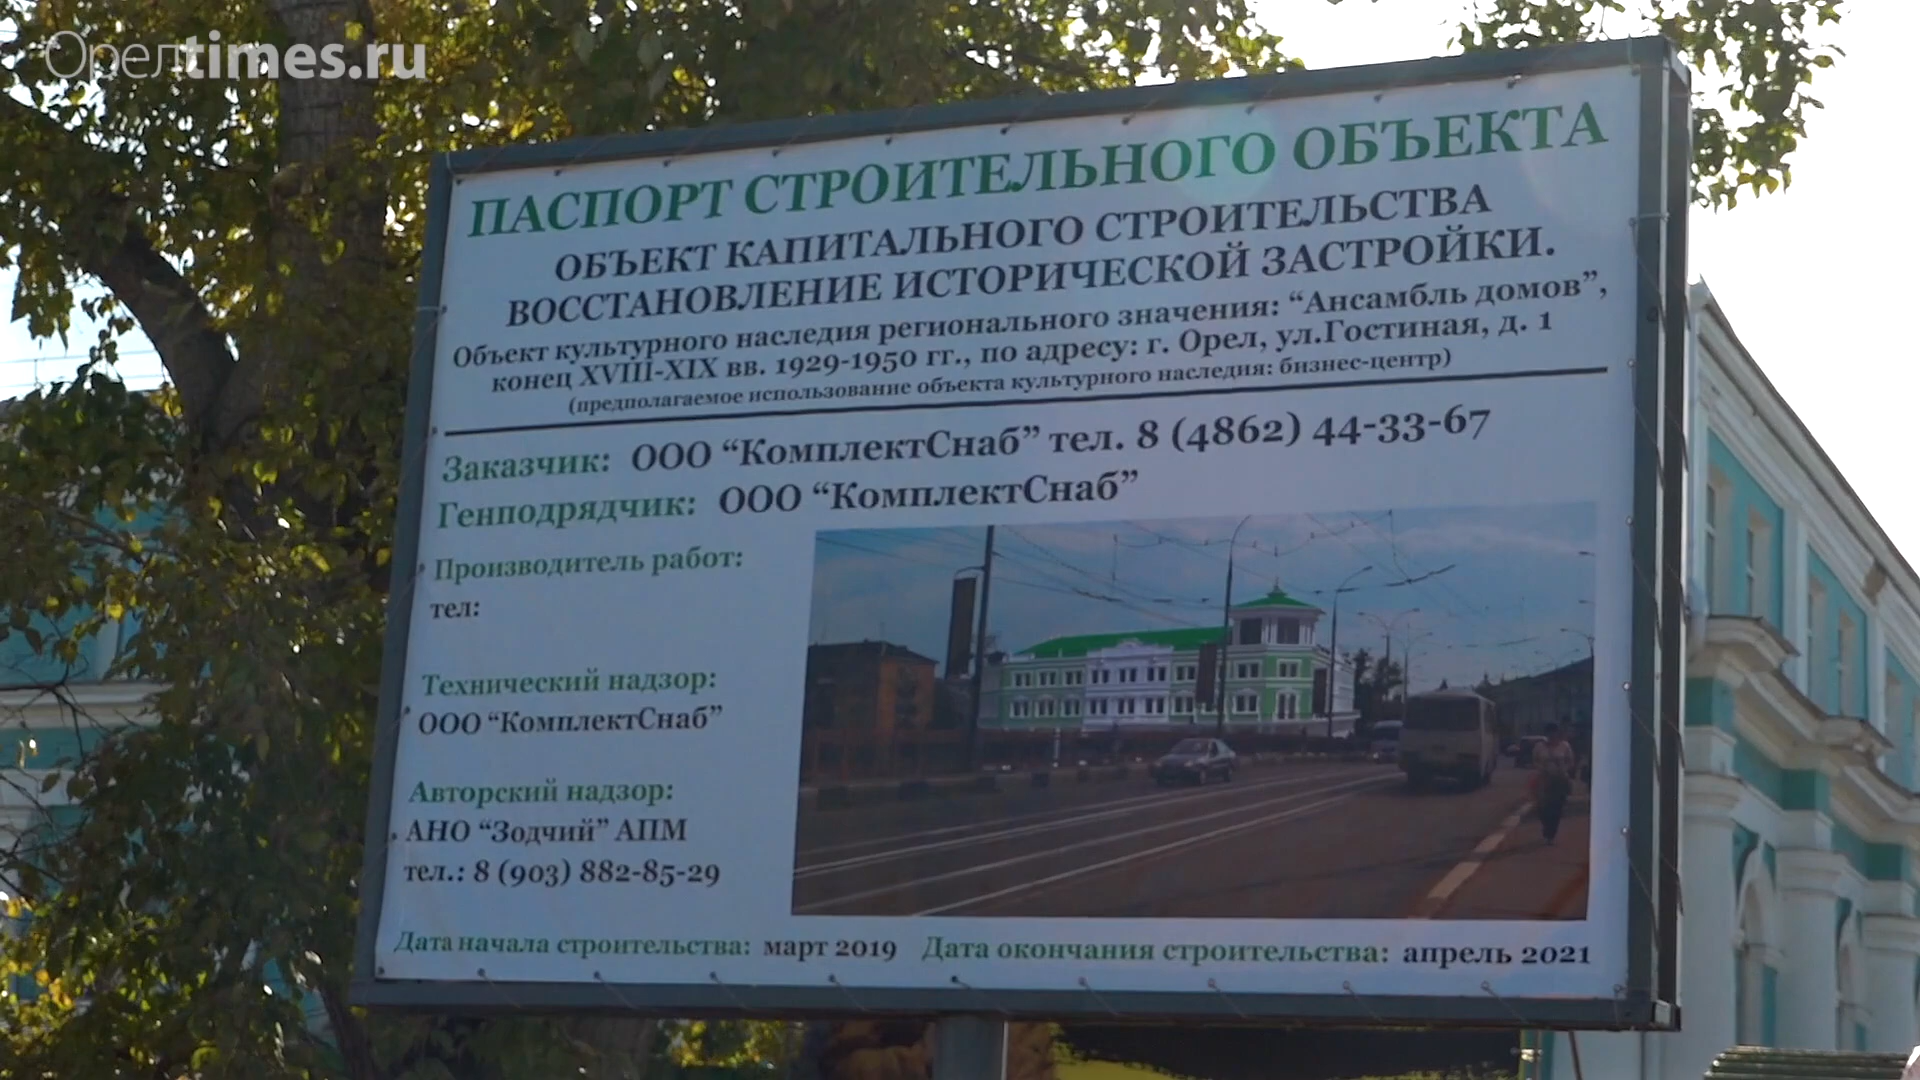 Орелtimes.ru
ПАСПОРТ СТРОИТЕЛЬНОГО ОБЪЕКТА
ОБЪЕКТ КАПИТАЛЬНОГО СТРОИТЕЛЬСТВА
ВОССТАНОВЛЕНИЕ ИСТОРИЧЕСКОЙ ЗАСТРОЙКИ.
Объект культурного наследия регионального значения: “Ансамбль домов”,
конец XVIII-XIX вв. 1929-1950 гг., по адресу: г. Орел, ул.Гостиная, д. 1
(предполагаемое использование объекта культурного наследия: бизнес-центр)
Заказчик: ООО “КомплектСнаб” тел. 8 (4862) 44-33-67
Генподрядчик: ООО “КомплектСнаб”
Производитель работ:
тел:
Технический надзор:
ООО “КомплектСнаб”
Авторский надзор:
АНО “Зодчий” АПМ
тел.: 8 (903) 882-85-29
Дата начала строительства: март 2019 Дата окончания строительства: апрель 2021